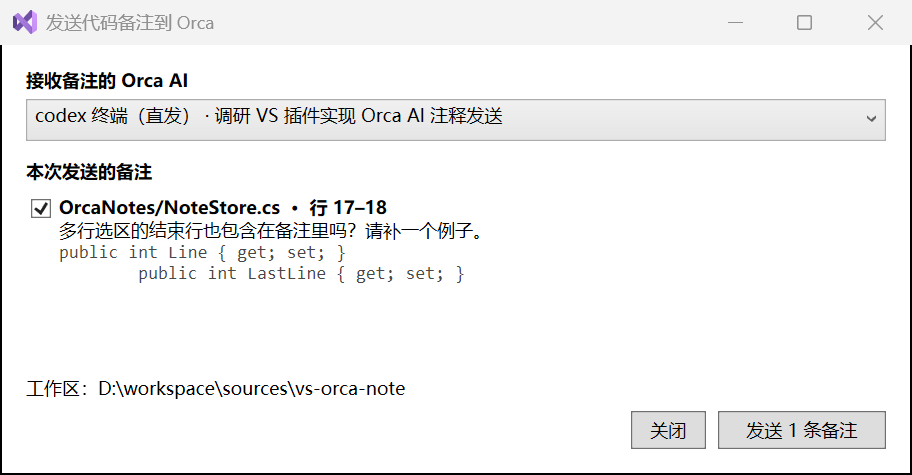 发送代码备注到 Orca
接收备注的 Orca AI
codex 终端（直发） · 调研 VS 插件实现 Orca AI 注释发送
本次发送的备注
OrcaNotes/NoteStore.cs · 行 17–18
多行选区的结束行也包含在备注里吗？请补一个例子。
public int Line { get; set; }
public int LastLine { get; set; }
工作区：D:\workspace\sources\vs-orca-note
关闭
发送 1 条备注